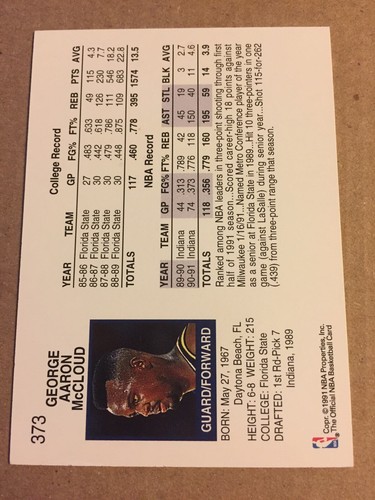 373
GEORGE
AARON
McCLOUD
GUARD/FORWARD
BORN: May 27, 1967
Daytona Beach, FL
HEIGHT: 6-8 WEIGHT: 215
COLLEGE: Florida State
DRAFTED: 1st Rd-Pick 7
Indiana, 1989
Copr. ©1991 NBA Properties, Inc.
The Official NBA Basketball Card
College Record
YEAR TEAM GP FG% FT% REB PTS AVG
85-86 Florida State 27 .483 .633 49 115 4.3
86-87 Florida State 30 .442 .618 126 230 7.7
87-88 Florida State 30 .480 111 546 18.2
88-89 Florida State 30 .448 .875 109 683 22.8
TOTALS 117 .460 .778 395 1574 13.5
NBA Record
YEAR TEAM GP FG% FT% REB AST STL BLK AVG
89-90 Indiana 44 .313 .789 42 45 19 3 2.7
90-91 Indiana 74 .373 .777 118 150 40 11 4.6
TOTALS 118 .356 .779 160 195 59 14 3.9
Ranked among NBA leaders in three-point shooting through first
half of 1991 season...Scored career-high 18 points against
Milwaukee 1/16/91...Named Metro Conference player of the year
as a senior at Florida State in 1989...Hit 10 three-pointers in one
game (against LaSalle) during senior year...Shot 115-for-262
(.439) from three-point range that season.
NBA